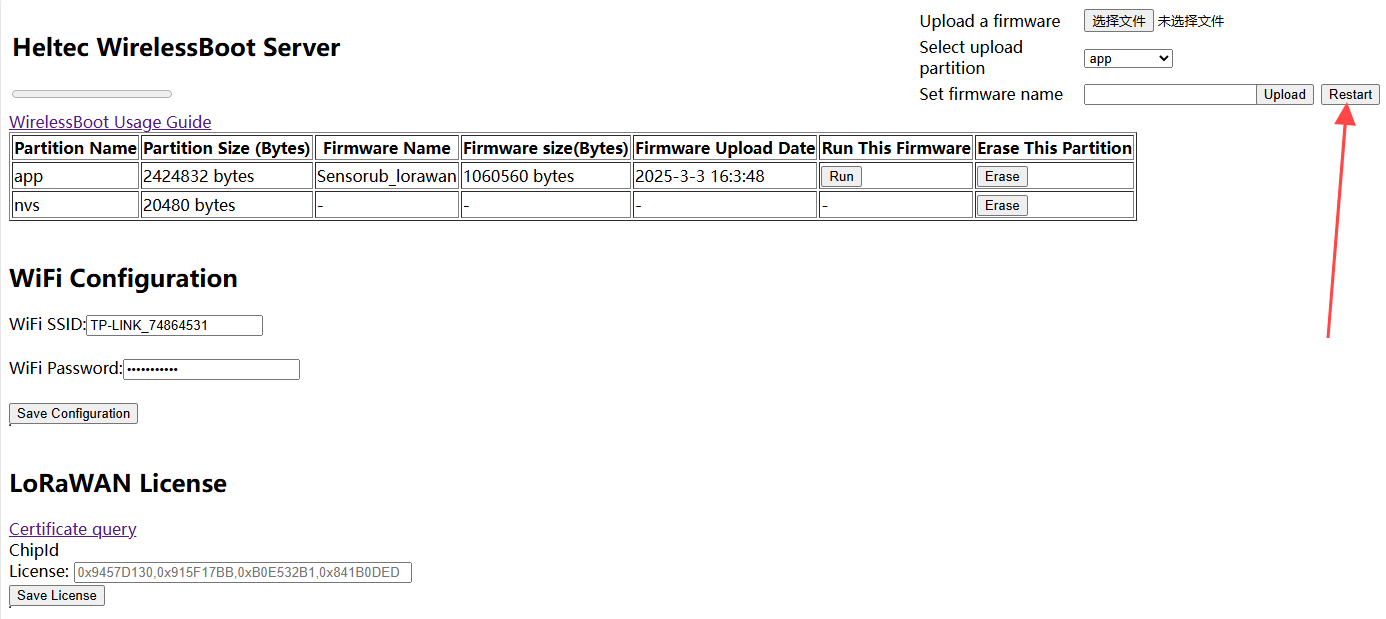 Heltec WirelessBoot Server
Upload a firmware 选择文件 未选择文件
Select upload
partition app
Set firmware name Upload Restart
WirelessBoot Usage Guide
Partition Name Partition Size (Bytes) Firmware Name Firmware size(Bytes) Firmware Upload Date Run This Firmware Erase This Partition
app 2424832 bytes Sensorub_lorawan 1060560 bytes 2025-3-3 16:3:48 Run Erase
nvs 20480 bytes - - - - Erase
WiFi Configuration
WiFi SSID: TP-LINK_74864531
WiFi Password: •••••••••••
Save Configuration
LoRaWAN License
Certificate query
ChipId
License: 0x9457D130,0x915F17BB,0xB0E532B1,0x841B0DED
Save License